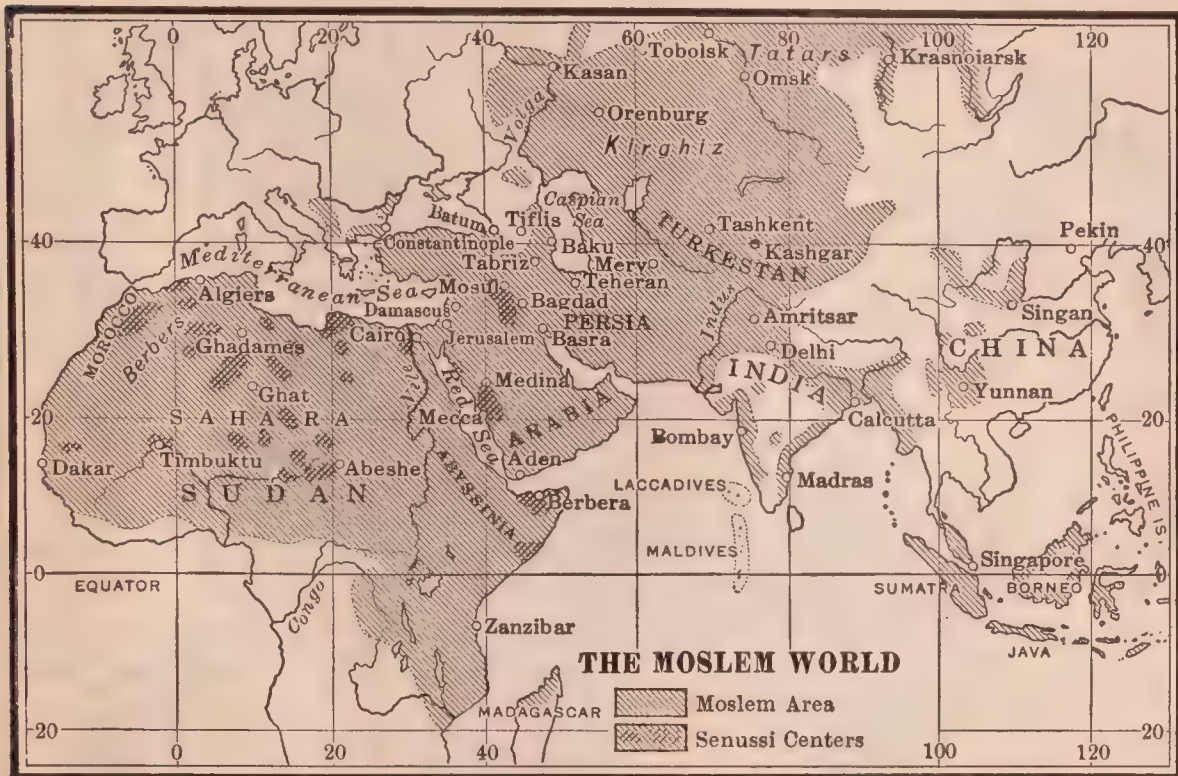 0 20 40 60 80 100 120
Tobolsk
Tatars
Krasnoiarsk
Kasan
Omsk
Volga
Orenburg
Kirghiz
Caspian
Sea
Batum
Tiflis
Tashkent
Pekin
40
Constantinople
Baku
TURKESTAN
Kashgar
40
Mediterranean Sea
Tabriz
Merv
Teheran
Mosul
Algiers
Damascus
Bagdad
Indus
Singan
MOROCCO
Berbers
Cairo
PERSIA
Amritsar
Ghadames
Jerusalem
Basra
Delhi
CHINA
Nile
Red Sea
Medina
INDIA
Yunnan
Ghat
SAHARA
Mecca
ARABIA
Calcutta
20
20
Bombay
PHILIPPINE IS.
Dakar
Timbuktu
Abeshe
Aden
Madras
SUDAN
ABYSSINIA
Berbera
LACCADIVES
MALDIVES
Singapore
0
EQUATOR
SUMATRA
BORNEO
0
Congo
Zanzibar
JAVA
THE MOSLEM WORLD
Moslem Area
MADAGASCAR
20
Senussi Centers
20
0 20 40 100 120